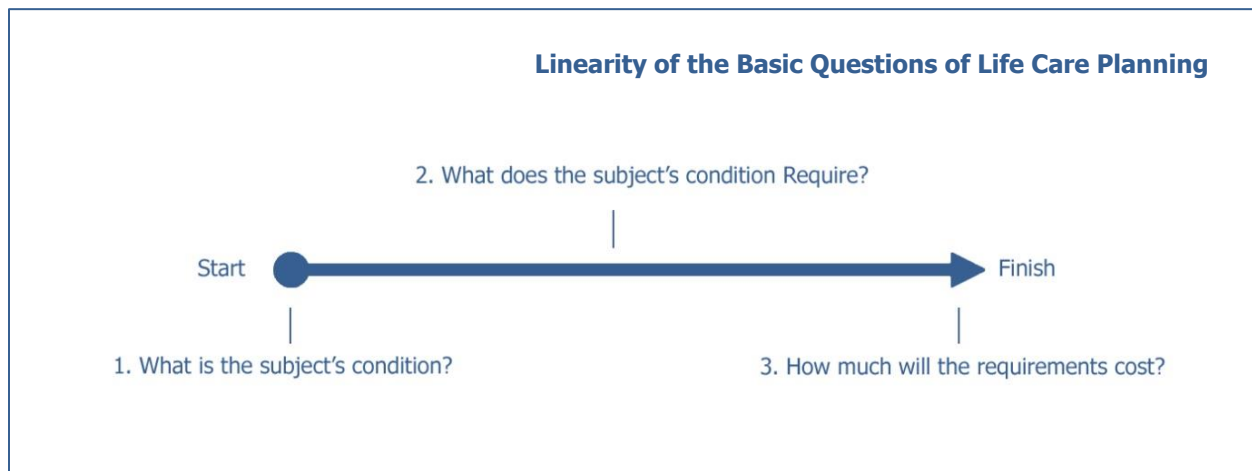 Linearity of the Basic Questions of Life Care Planning
2. What does the subject’s condition Require?
Start
Finish
1. What is the subject’s condition?
3. How much will the requirements cost?